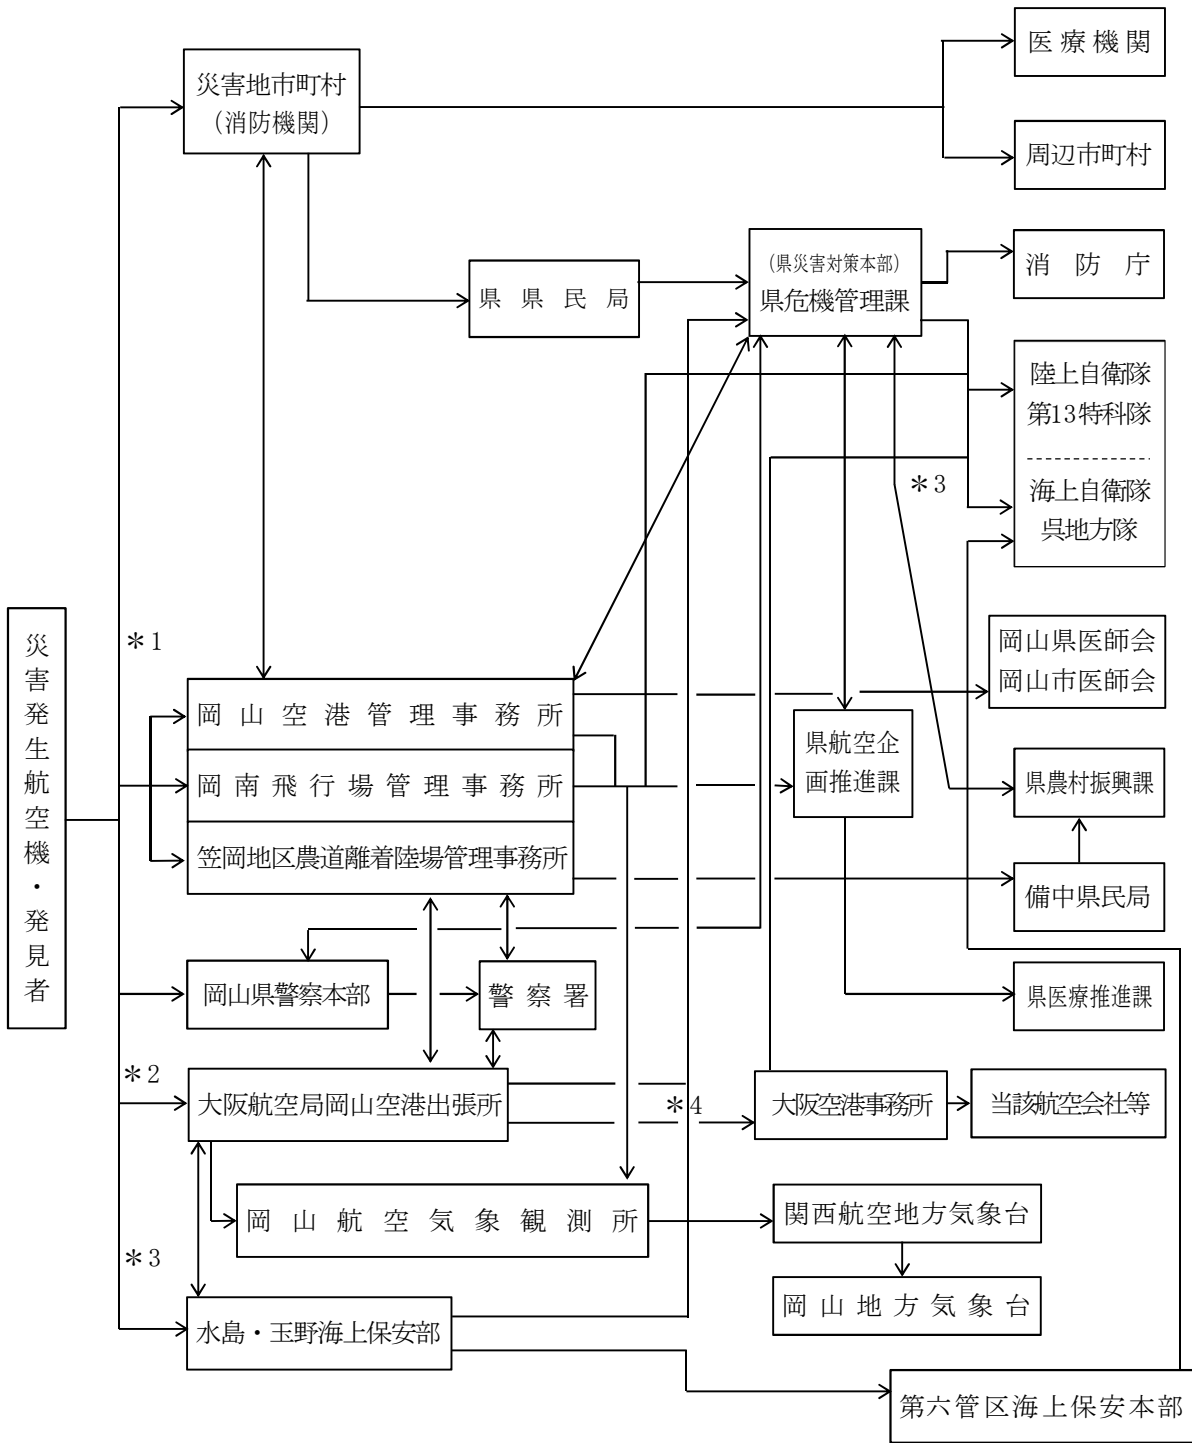 医療機関
災害地市町村
（消防機関）
周辺市町村
（県災害対策本部）
県危機管理課
消防庁
県県民局
陸上自衛隊
第13特科隊
海上自衛隊
呉地方隊
＊3
災害発生航空機・発見者
＊1
岡山県医師会
岡山市医師会
岡山空港管理事務所
県航空企
画推進課
岡南飛行場管理事務所
県農村振興課
笠岡地区農道離着陸場管理事務所
備中県民局
岡山県警察本部
警察署
県医療推進課
＊2
大阪航空局岡山空港出張所
＊4
大阪空港事務所
当該航空会社等
岡山航空気象観測所
関西航空地方気象台
＊3
岡山地方気象台
水島・玉野海上保安部
第六管区海上保安本部